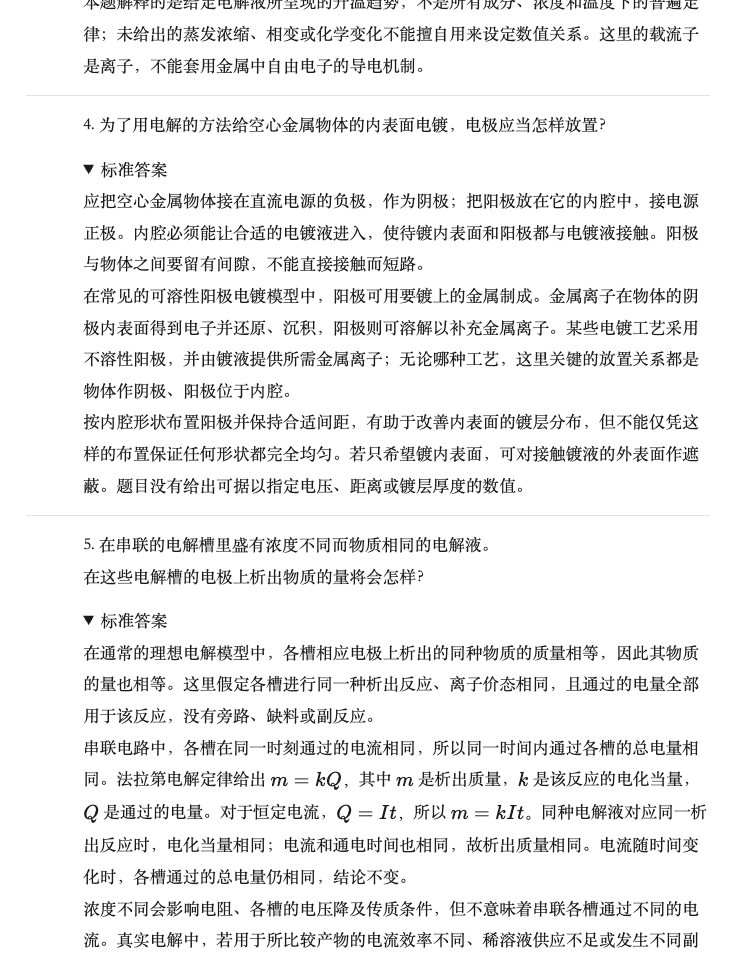 本题解释的是给定电解液所呈现的升温趋势，不是所有成分、浓度和温度下的普遍定
律；未给出的蒸发浓缩、相变或化学变化不能擅自用来设定数值关系。这里的载流子
是离子，不能套用金属中自由电子的导电机制。
4. 为了用电解的方法给空心金属物体的内表面电镀，电极应当怎样放置?
▼ 标准答案
应把空心金属物体接在直流电源的负极，作为阴极；把阳极放在它的内腔中，接电源
正极。内腔必须能让合适的电镀液进入，使待镀内表面和阳极都与电镀液接触。阳极
与物体之间要留有间隙，不能直接接触而短路。
在常见的可溶性阳极电镀模型中，阳极可用要镀上的金属制成。金属离子在物体的阴
极内表面得到电子并还原、沉积，阳极则可溶解以补充金属离子。某些电镀工艺采用
不溶性阳极，并由镀液提供所需金属离子；无论哪种工艺，这里关键的放置关系都是
物体作阴极、阳极位于内腔。
按内腔形状布置阳极并保持合适间距，有助于改善内表面的镀层分布，但不能仅凭这
样的布置保证任何形状都完全均匀。若只希望镀内表面，可对接触镀液的外表面作遮
蔽。题目没有给出可据以指定电压、距离或镀层厚度的数值。
5. 在串联的电解槽里盛有浓度不同而物质相同的电解液。
在这些电解槽的电极上析出物质的量将会怎样?
▼ 标准答案
在通常的理想电解模型中，各槽相应电极上析出的同种物质的质量相等，因此其物质
的量也相等。这里假定各槽进行同一种析出反应、离子价态相同，且通过的电量全部
用于该反应，没有旁路、缺料或副反应。
串联电路中，各槽在同一时刻通过的电流相同，所以同一时间内通过各槽的总电量相
同。法拉第电解定律给出 m = kQ，其中 m 是析出质量，k 是该反应的电化当量，
Q 是通过的电量。对于恒定电流，Q = It，所以 m = kIt。同种电解液对应同一析
出反应时，电化当量相同；电流和通电时间也相同，故析出质量相同。电流随时间变
化时，各槽通过的总电量仍相同，结论不变。
浓度不同会影响电阻、各槽的电压降及传质条件，但不意味着串联各槽通过不同的电
流。真实电解中，若用于所比较产物的电流效率不同、稀溶液供应不足或发生不同副